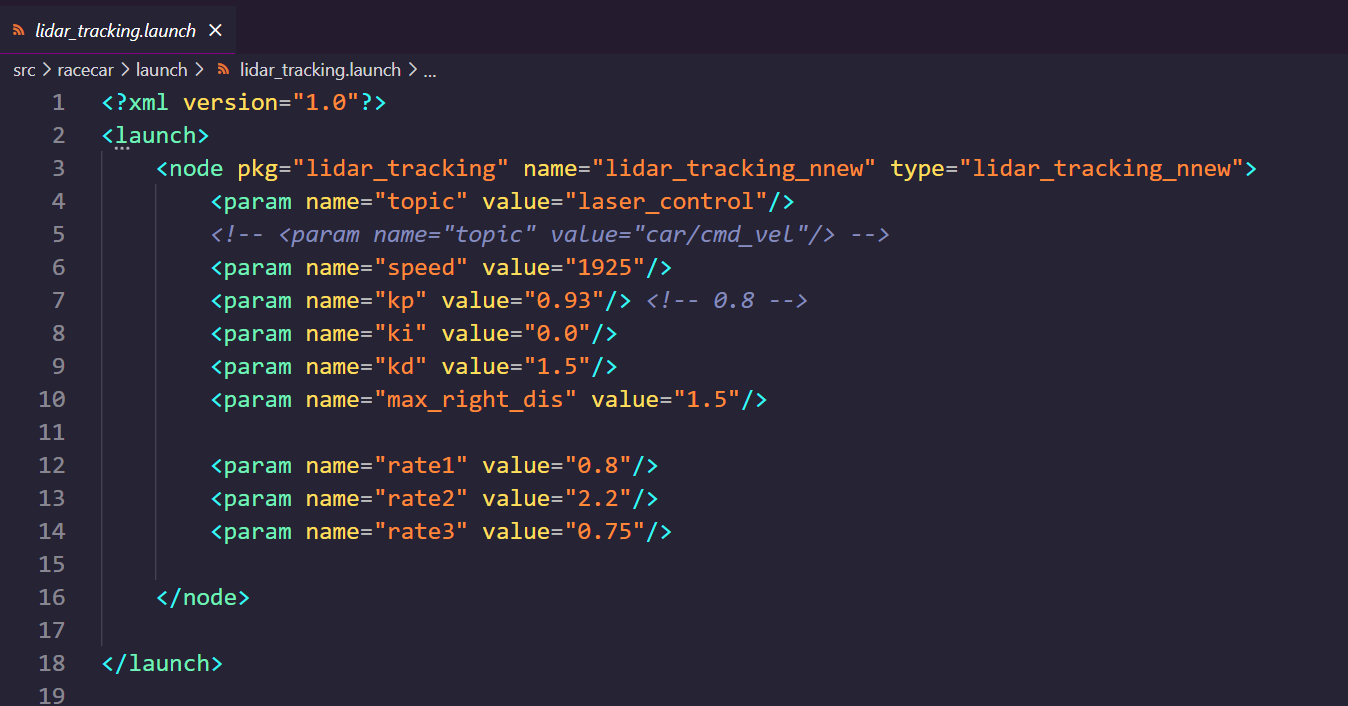 lidar_tracking.launch ×
src > racecar > launch > lidar_tracking.launch > ...
1 <?xml version="1.0"?>
2 <launch>
3 <node pkg="lidar_tracking" name="lidar_tracking_nnew" type="lidar_tracking_nnew">
4 <param name="topic" value="laser_control"/>
5 <!-- <param name="topic" value="car/cmd_vel"/> -->
6 <param name="speed" value="1925"/>
7 <param name="kp" value="0.93"/> <!-- 0.8 -->
8 <param name="ki" value="0.0"/>
9 <param name="kd" value="1.5"/>
10 <param name="max_right_dis" value="1.5"/>
11
12 <param name="rate1" value="0.8"/>
13 <param name="rate2" value="2.2"/>
14 <param name="rate3" value="0.75"/>
15
16 </node>
17
18 </launch>
19